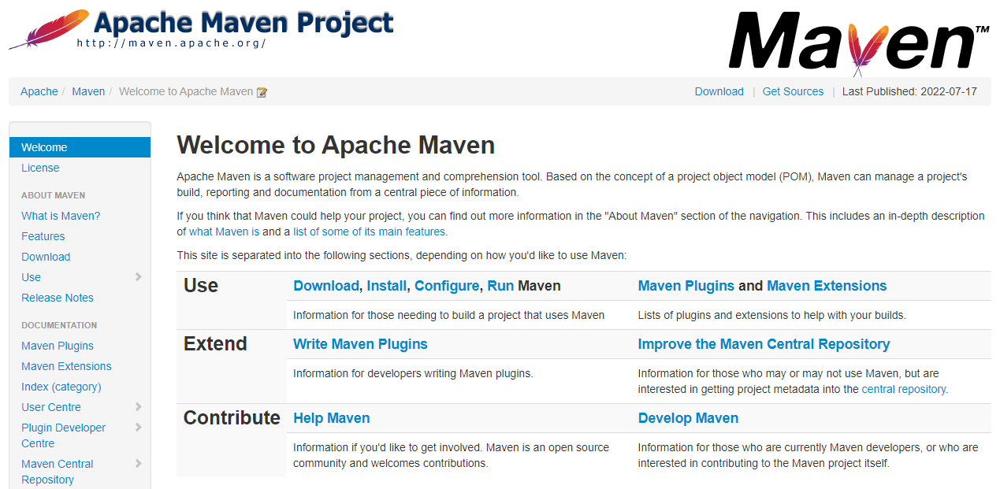 Apache Maven Project
http://maven.apache.org/
Maven™
Apache / Maven / Welcome to Apache Maven
Download | Get Sources | Last Published: 2022-07-17
Welcome
License
ABOUT MAVEN
What is Maven?
Features
Download
Use
Release Notes
DOCUMENTATION
Maven Plugins
Maven Extensions
Index (category)
User Centre
Plugin Developer
Centre
Maven Central
Repository
Welcome to Apache Maven
Apache Maven is a software project management and comprehension tool. Based on the concept of a project object model (POM), Maven can manage a project's
build, reporting and documentation from a central piece of information.
If you think that Maven could help your project, you can find out more information in the "About Maven" section of the navigation. This includes an in-depth description
of what Maven is and a list of some of its main features.
This site is separated into the following sections, depending on how you'd like to use Maven:
Use
Download, Install, Configure, Run Maven
Maven Plugins and Maven Extensions
Information for those needing to build a project that uses Maven
Lists of plugins and extensions to help with your builds.
Extend
Write Maven Plugins
Improve the Maven Central Repository
Information for developers writing Maven plugins.
Information for those who may or may not use Maven, but are
interested in getting project metadata into the central repository.
Contribute
Help Maven
Develop Maven
Information if you'd like to get involved. Maven is an open source
community and welcomes contributions.
Information for those who are currently Maven developers, or who are
interested in contributing to the Maven project itself.